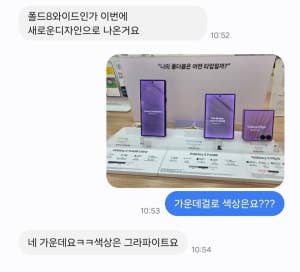 폴드8와이드인가 이번에
새로운디자인으로 나온거요
10:52
"나의 폴더블은 어떤 타입일까?"
10:53
가운데걸로 색상은요???
네 가운데요ㅋㅋ색상은 그라파이트요
10:54